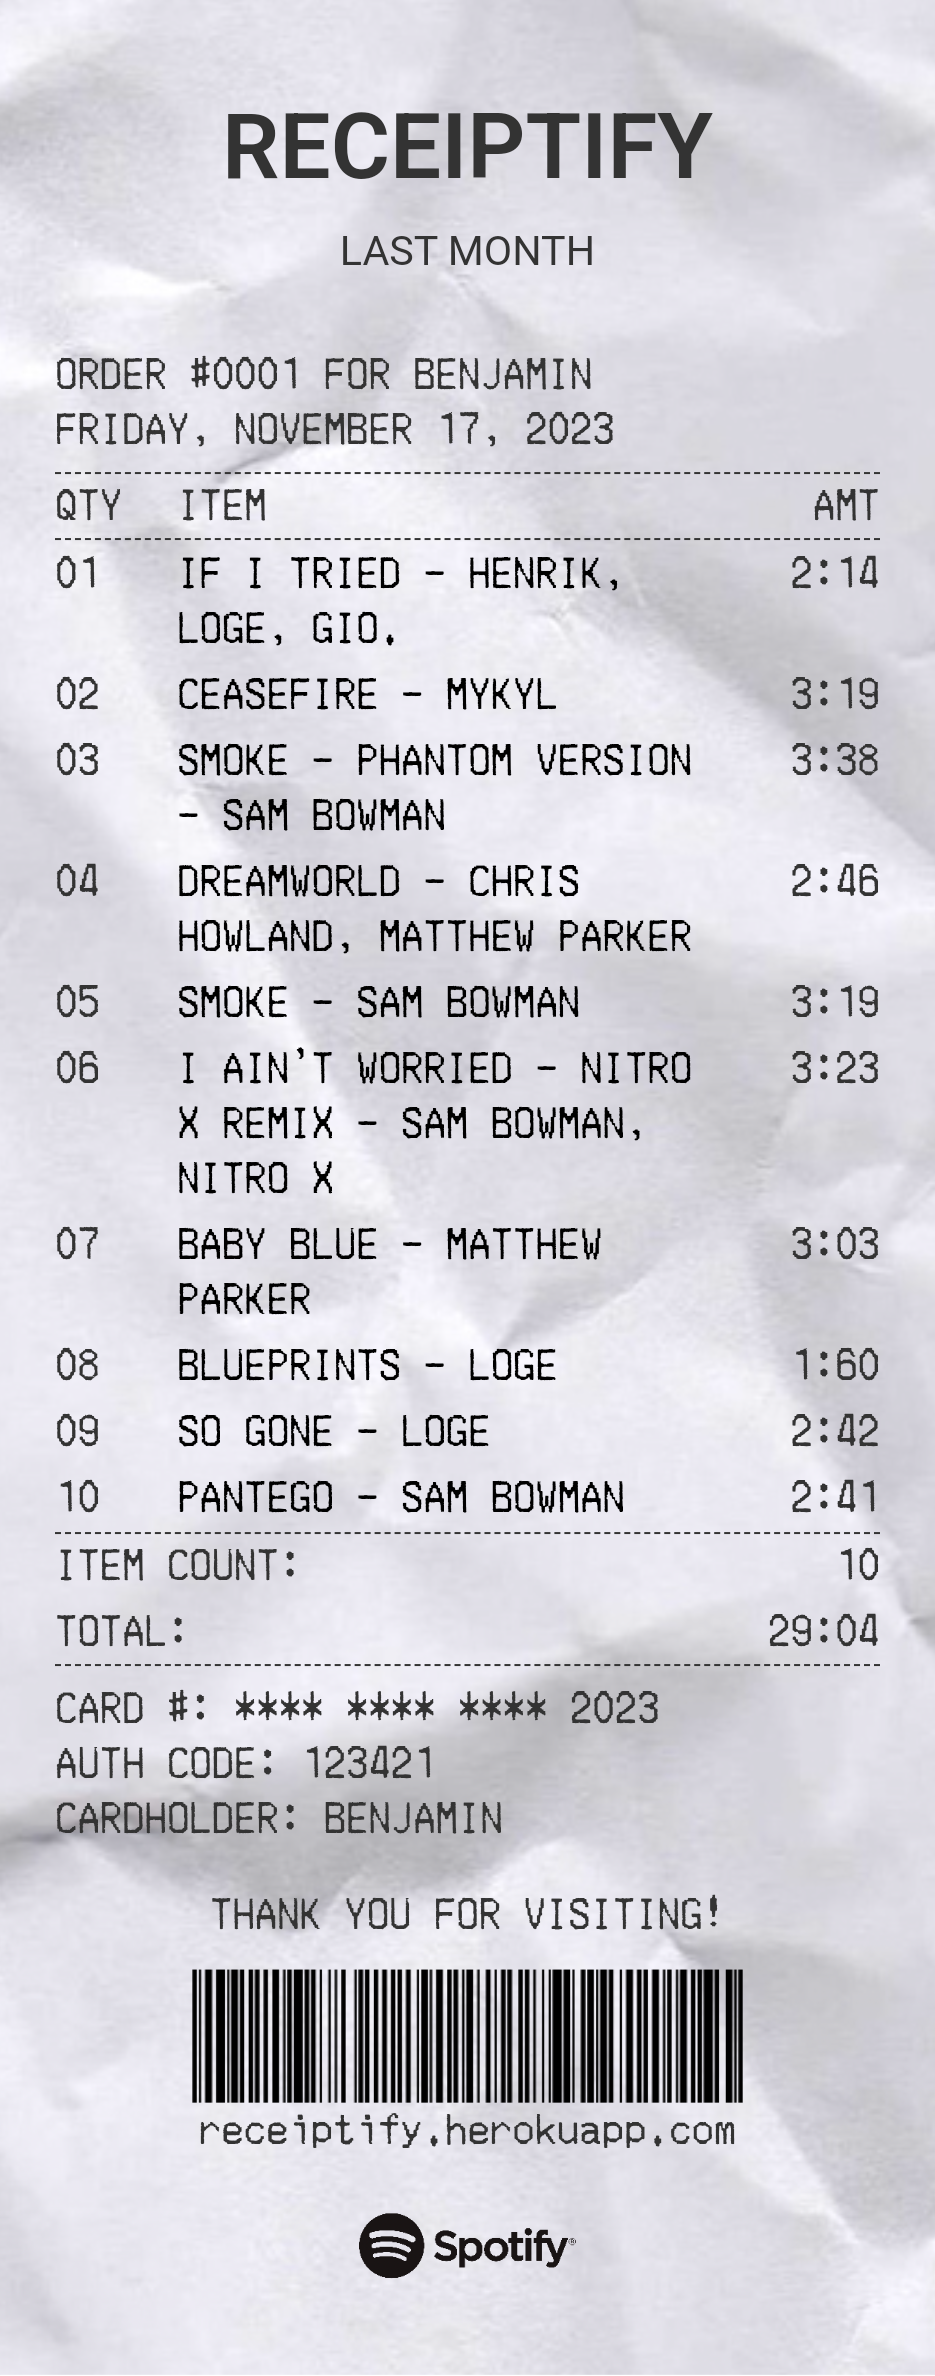 RECEIPTIFY
LAST MONTH
ORDER #0001 FOR BENJAMIN
FRIDAY, NOVEMBER 17, 2023
QTY ITEM AMT
01 IF I TRIED - HENRIK, 2:14
LOGE, GIO.
02 CEASEFIRE - MYKYL 3:19
03 SMOKE - PHANTOM VERSION 3:38
- SAM BOWMAN
04 DREAMWORLD - CHRIS 2:46
HOWLAND, MATTHEW PARKER
05 SMOKE - SAM BOWMAN 3:19
06 I AIN'T WORRIED - NITRO 3:23
X REMIX - SAM BOWMAN,
NITRO X
07 BABY BLUE - MATTHEW 3:03
PARKER
08 BLUEPRINTS - LOGE 1:60
09 SO GONE - LOGE 2:42
10 PANTEGO - SAM BOWMAN 2:41
ITEM COUNT: 10
TOTAL: 29:04
CARD #: **** **** **** 2023
AUTH CODE: 123421
CARDHOLDER: BENJAMIN
THANK YOU FOR VISITING!
receiptify.herokuapp.com
Spotify®